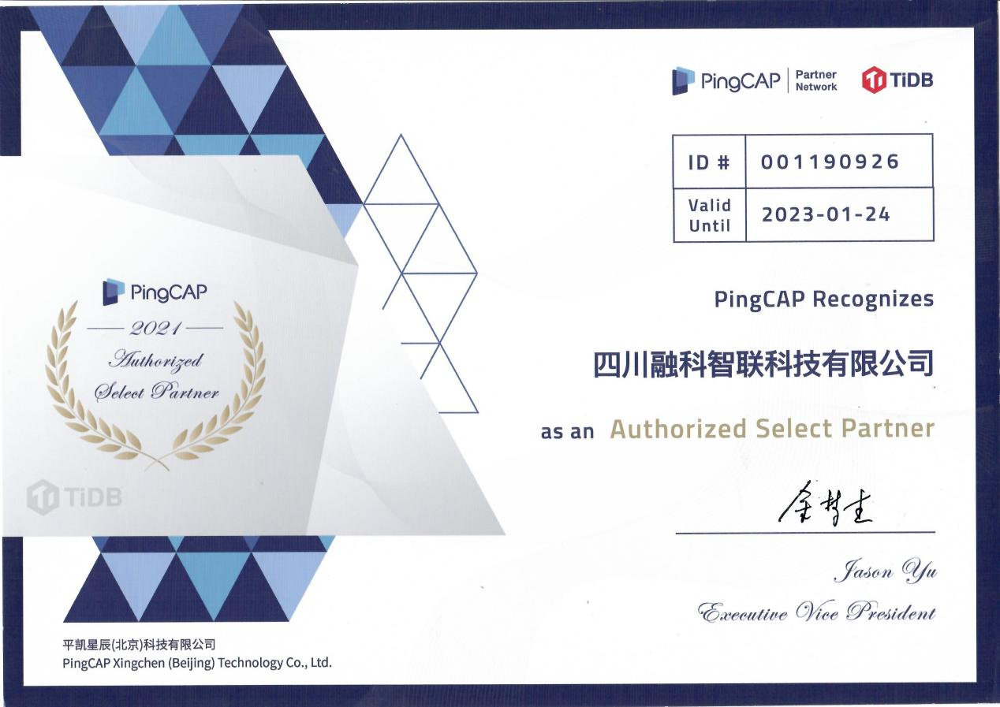 PingCAP
Partner
Network
TiDB
ID #
001190926
Valid
Until
2023-01-24
PingCAP Recognizes
四川融科智联科技有限公司
as an Authorized Select Partner
Jason Yu
Executive Vice President
PingCAP
2021
Authorized
Select Partner
TiDB
平凯星辰(北京)科技有限公司
PingCAP Xingchen (Beijing) Technology Co., Ltd.